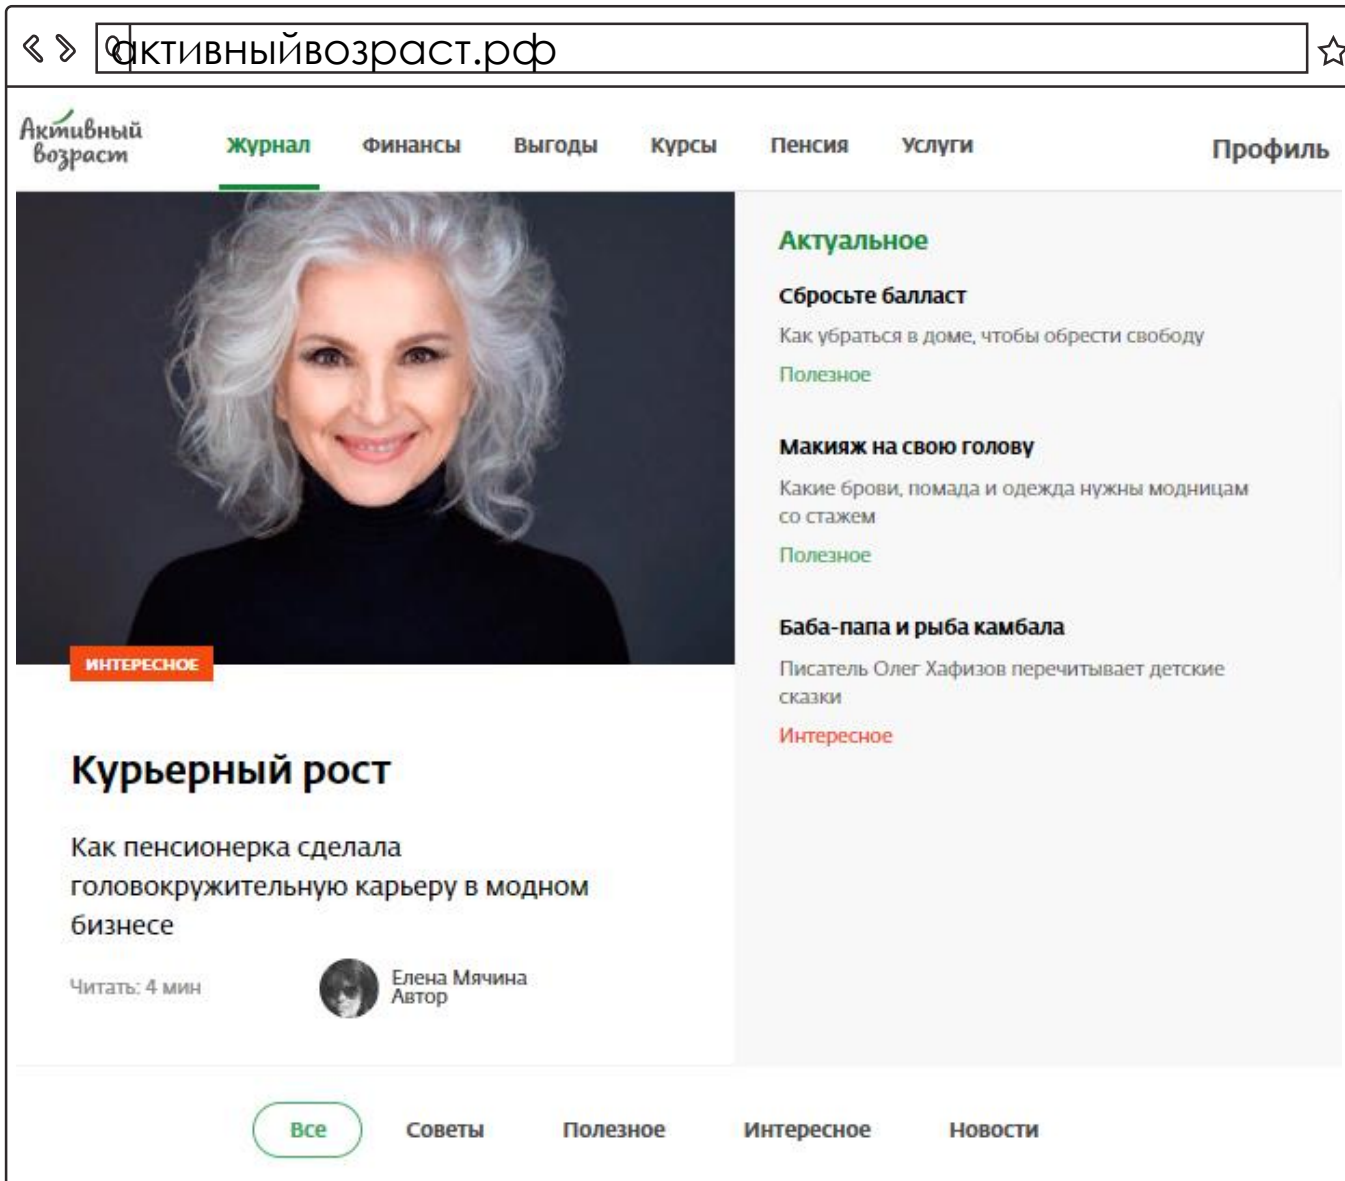 активныйвозраст.рф
Активный
возраст
Журнал Финансы Выгоды Курсы Пенсия Услуги Профиль
ИНТЕРЕСНОЕ
Курьерный рост
Как пенсионерка сделала
головокружительную карьеру в модном
бизнесе
Читать: 4 мин
Елена Мячина
Автор
Актуальное
Сбросьте балласт
Как убраться в доме, чтобы обрести свободу
Полезное
Макияж на свою голову
Какие брови, помада и одежда нужны модницам
со стажем
Полезное
Баба-папа и рыба камбала
Писатель Олег Хафизов перечитывает детские
сказки
Интересное
Все Советы Полезное Интересное Новости